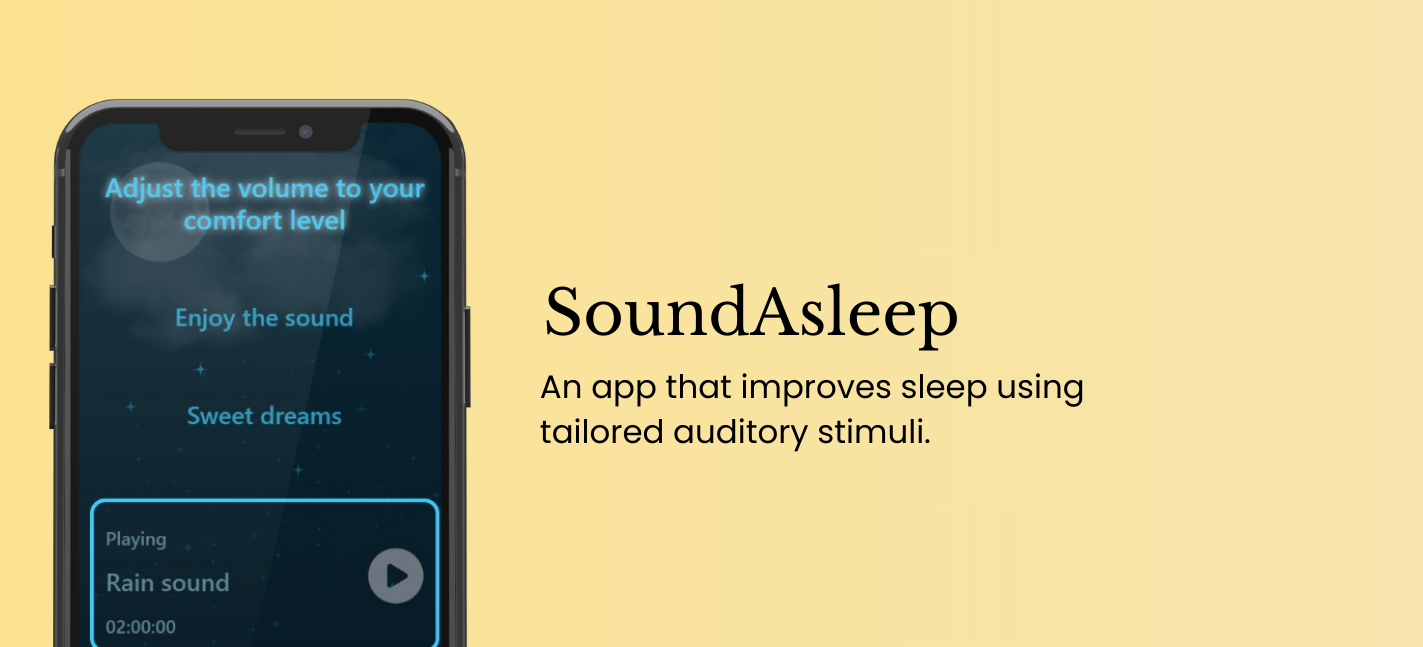 Adjust the volume to your
comfort level
Enjoy the sound
Sweet dreams
Playing
Rain sound
02:00:00
SoundAsleep
An app that improves sleep using
tailored auditory stimuli.